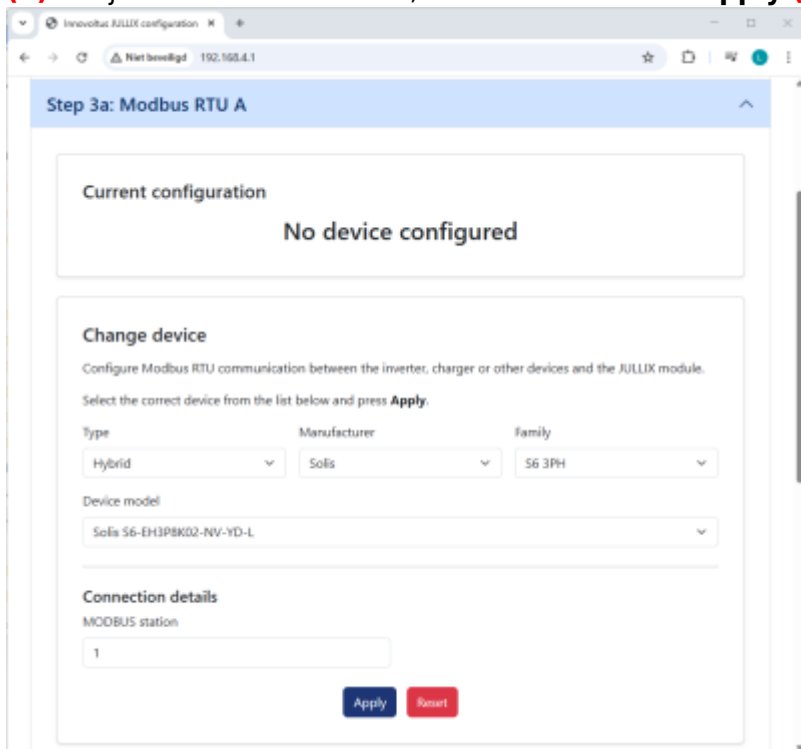 Apply
Innovoltus JULLIX configuration
Niet beveiligd 192.168.4.1
L
Step 3a: Modbus RTU A
Current configuration
No device configured
Change device
Configure Modbus RTU communication between the inverter, charger or other devices and the JULLIX module.
Select the correct device from the list below and press Apply.
Type Manufacturer Family
Hybrid Solis S6 3PH
Device model
Solis S6-EH3P8K02-NV-YD-L
Connection details
MODBUS station
1
Apply Reset